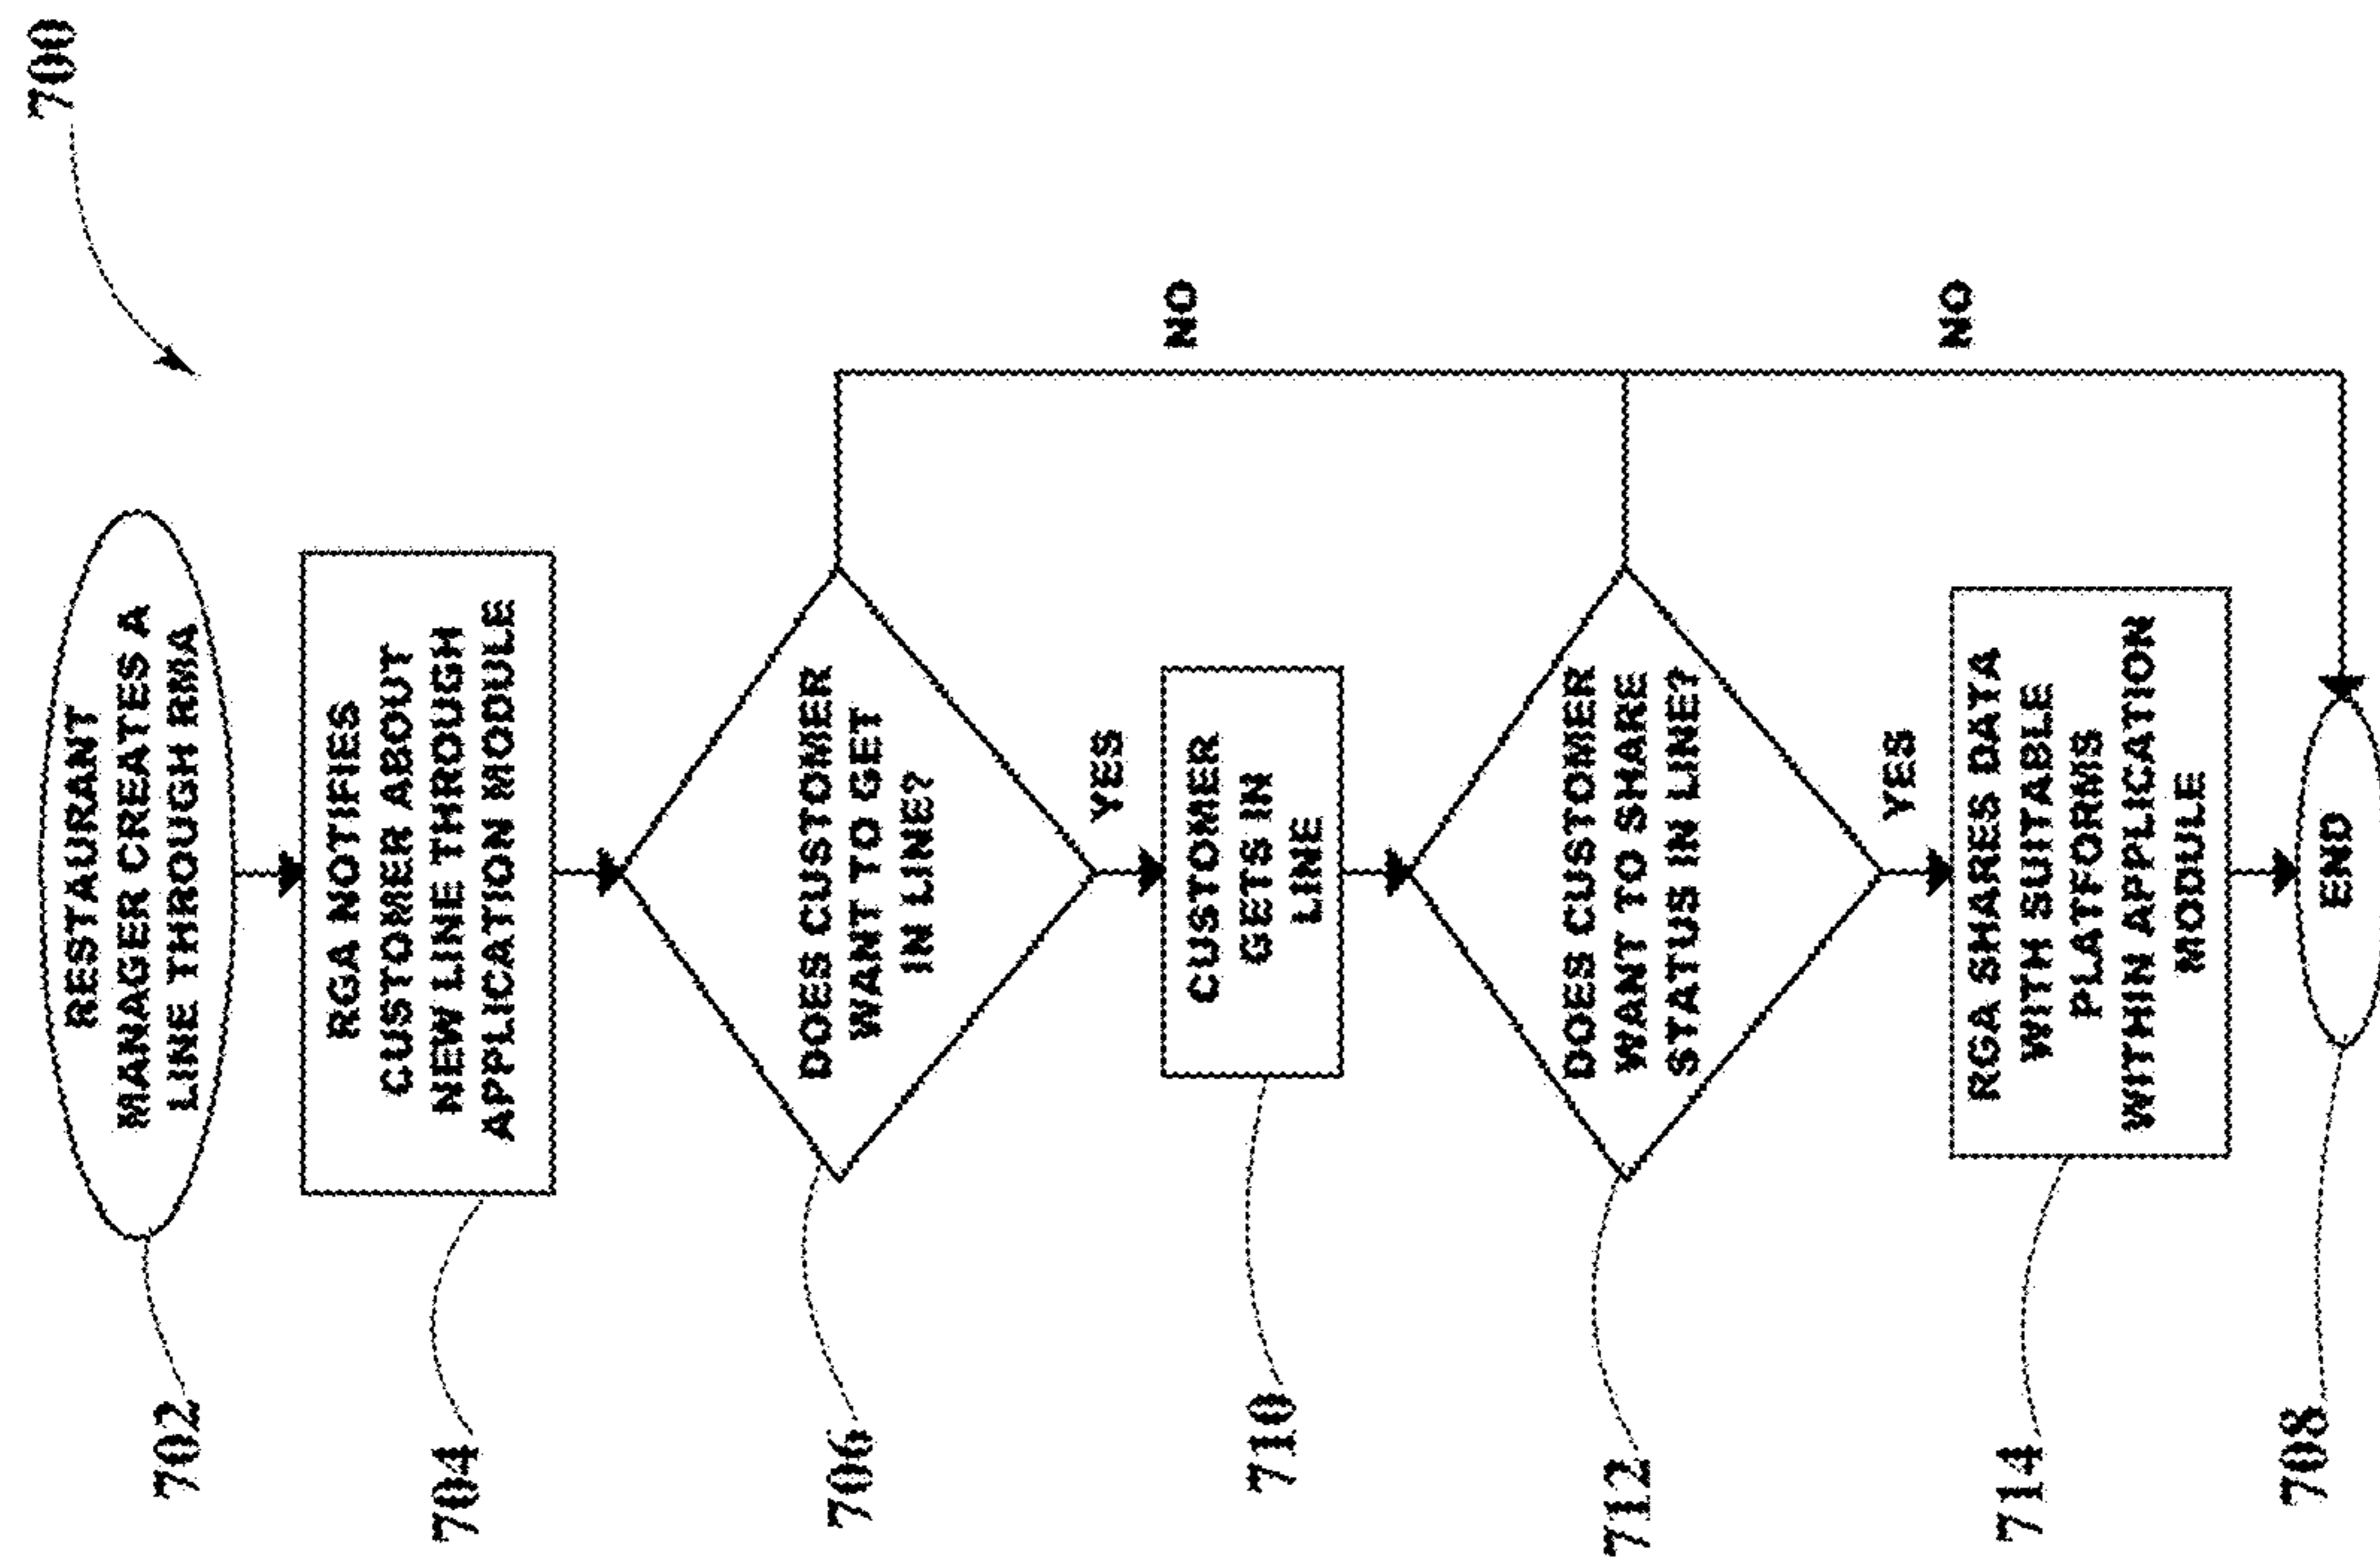 700
RESTAURANT
MANAGER CREATES A
LINE THROUGH RMA
702
RGA NOTIFIES
CUSTOMER ABOUT
NEW LINE THROUGH
APPLICATION MODULE
704
DOES CUSTOMER
WANT TO GET
IN LINE?
706
NO
YES
CUSTOMER
GETS IN
LINE
710
DOES CUSTOMER
WANT TO SHARE
STATUS IN LINE?
712
NO
YES
RGA SHARES DATA
WITH SUITABLE
PLATFORMS
WITHIN APPLICATION
MODULE
714
END
708